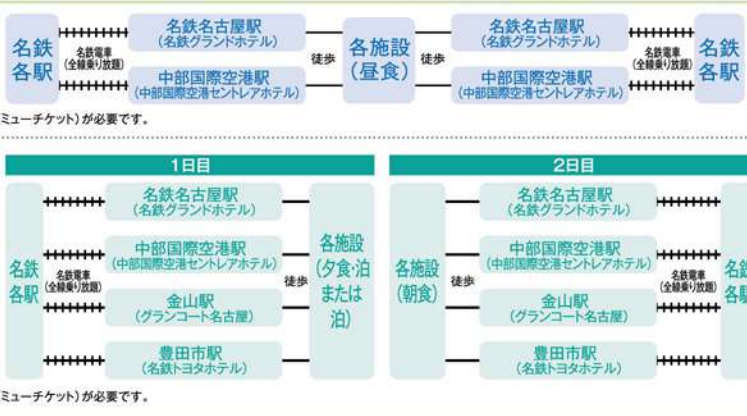 名鉄
各駅
名鉄電車
(全線乗り放題)
名鉄名古屋駅
(名鉄グランドホテル)
中部国際空港駅
(中部国際空港セントレアホテル)
徒歩
各施設
(昼食)
徒歩
名鉄名古屋駅
(名鉄グランドホテル)
中部国際空港駅
(中部国際空港セントレアホテル)
名鉄電車
(全線乗り放題)
名鉄
各駅
ミューチケット)が必要です。
1日目
名鉄
各駅
名鉄電車
(全線乗り放題)
名鉄名古屋駅
(名鉄グランドホテル)
中部国際空港駅
(中部国際空港セントレアホテル)
金山駅
(グランコート名古屋)
豊田市駅
(名鉄トヨタホテル)
徒歩
各施設
(夕食・泊
または
泊)
2日目
各施設
(朝食)
徒歩
名鉄名古屋駅
(名鉄グランドホテル)
中部国際空港駅
(中部国際空港セントレアホテル)
金山駅
(グランコート名古屋)
豊田市駅
(名鉄トヨタホテル)
名鉄電車
(全線乗り放題)
名鉄
各駅
ミューチケット)が必要です。